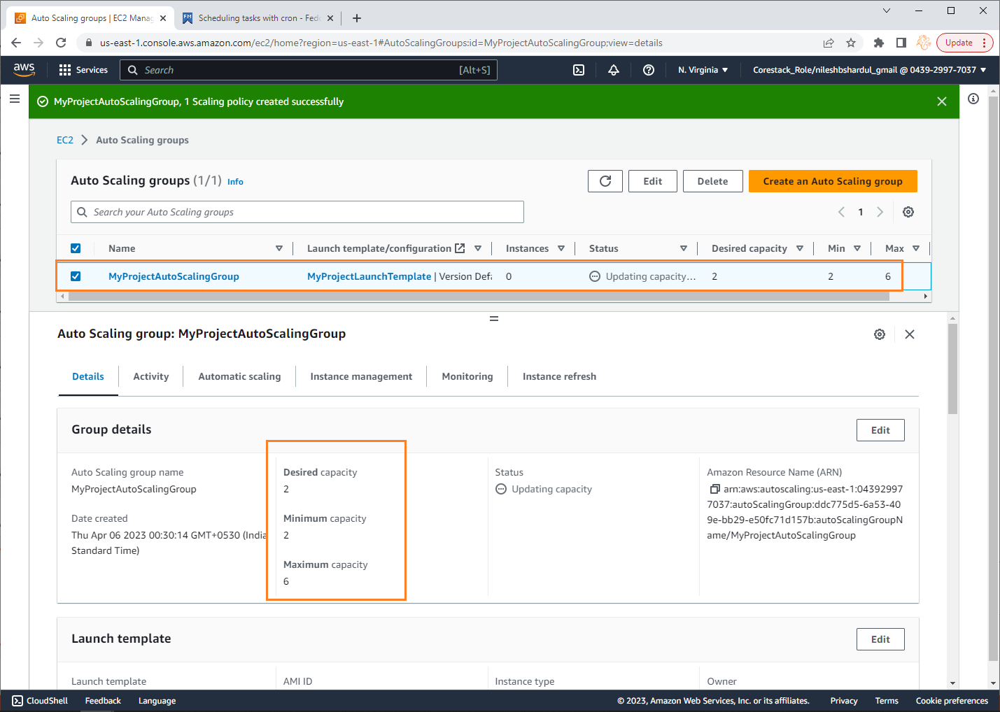 Auto Scaling groups | EC2 Manag
FM Scheduling tasks with cron - Fedo
us-east-1.console.aws.amazon.com/ec2/home?region=us-east-1#AutoScalingGroups:id=MyProjectAutoScalingGroup;view=details
Update
aws Services Search [Alt+S] N. Virginia Corestack_Role/nileshbshardul_gmail @ 0439-2997-7037
MyProjectAutoScalingGroup, 1 Scaling policy created successfully
EC2 Auto Scaling groups
Auto Scaling groups (1/1) Info Edit Delete Create an Auto Scaling group
Search your Auto Scaling groups 1
Name Launch template/configuration Instances Status Desired capacity Min Max
MyProjectAutoScalingGroup MyProjectLaunchTemplate | Version Defa 0 Updating capacity... 2 2 6
Auto Scaling group: MyProjectAutoScalingGroup
Details Activity Automatic scaling Instance management Monitoring Instance refresh
Group details Edit
Auto Scaling group name
MyProjectAutoScalingGroup
Date created
Thu Apr 06 2023 00:30:14 GMT+0530 (India
Standard Time)
Desired capacity
2
Minimum capacity
2
Maximum capacity
6
Status
Updating capacity
Amazon Resource Name (ARN)
arn:aws:autoscaling:us-east-1:04392997
7037:autoScalingGroup:ddc775d5-6a53-40
9e-bb29-e50fc71d157b:autoScalingGroupN
ame/MyProjectAutoScalingGroup
Launch template Edit
Launch template AMI ID Instance type Owner
CloudShell Feedback Language © 2023, Amazon Web Services, Inc. or its affiliates. Privacy Terms Cookie preferences